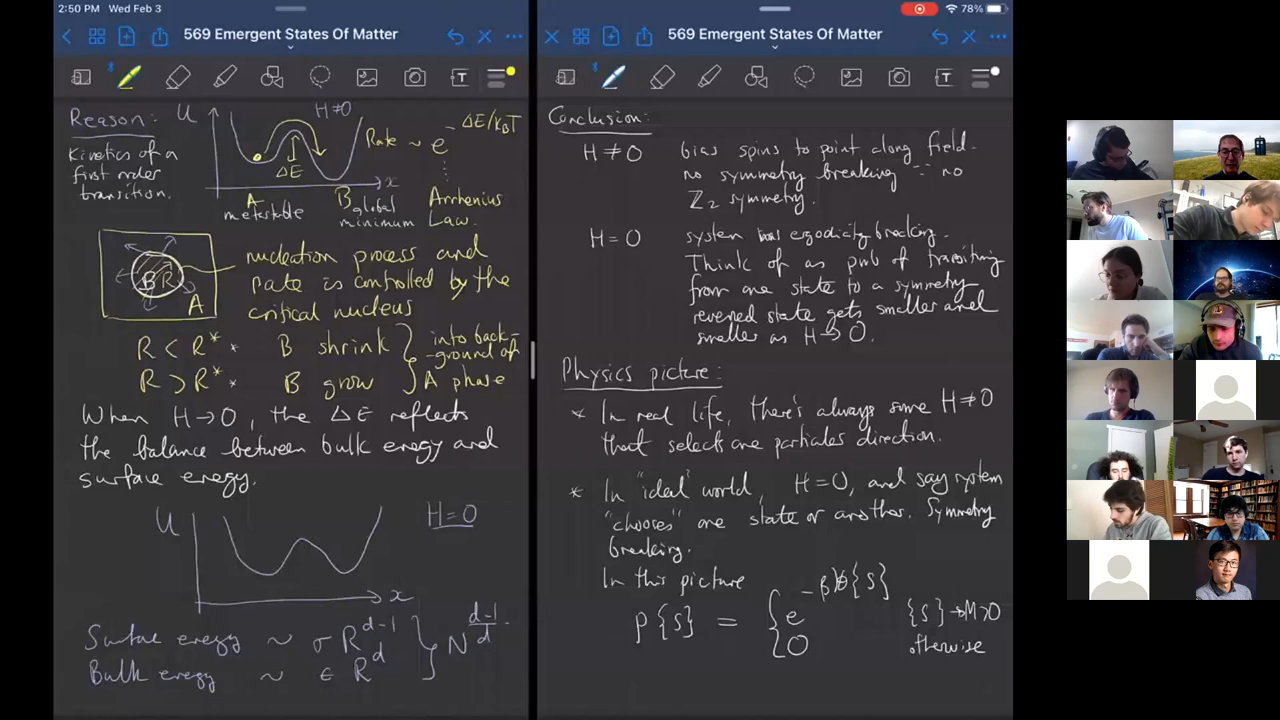 2:50 PM Wed Feb 3
78%
569 Emergent States Of Matter
569 Emergent States Of Matter
Reason:
Kinetics of a
first order
transition.
U
H≠0
ΔE
x
A
metastable
B global
minimum
Rate ~ e^-ΔE/k_BT
Arrhenius
Law.
B R
A
nucleation process and
rate is controlled by the
critical nucleus
R < R* B shrink } into back-
R > R* B grow } -ground of A phase
When H→0, the ΔE reflects
the balance between bulk energy and
surface energy.
U
H=0
x
Surface energy ~ σ R^d-1
Bulk energy ~ ε R^d
} N^(d-1)/d
Conclusion:
H≠0 bias spins to point along field.
no symmetry breaking ∵ no
Z₂ symmetry.
H=0 system has ergodicity breaking.
Think of as prob of transiting
from one state to a symmetry
reversed state gets smaller and
smaller as H→0.
Physics picture:
* In real life, there's always some H≠0
that selects one particular direction.
* In "ideal" world, H=0, and say system
"chooses" one state or another. Symmetry
breaking.
In this picture
p{S} = { e^-βH{S} {S}→M>0
0 otherwise